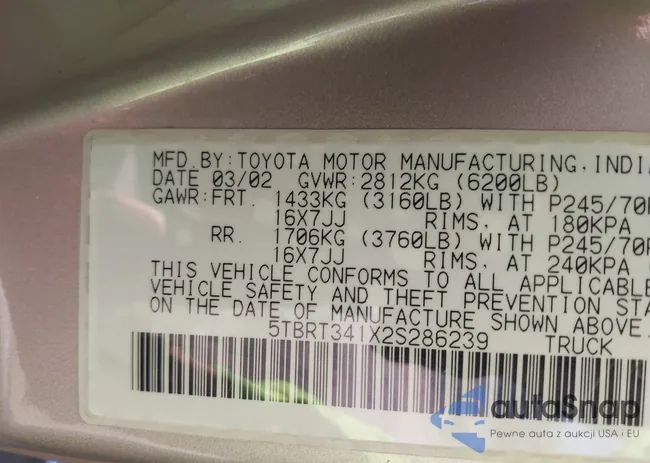 MFD. BY: TOYOTA MOTOR MANUFACTURING, INDIA
DATE 03/02 GVWR: 2812KG (6200LB)
GAWR: FRT. 1433KG (3160LB) WITH P245/70R
16X7JJ RIMS, AT 180KPA
RR. 1706KG (3760LB) WITH P245/70R
16X7JJ RIMS, AT 240KPA
THIS VEHICLE CONFORMS TO ALL APPLICABLE
VEHICLE SAFETY AND THEFT PREVENTION STA
ON THE DATE OF MANUFACTURE SHOWN ABOVE.
5TBRT341X2S286239 TRUCK
autoSnap
Pewne auta z aukcji USA i EU